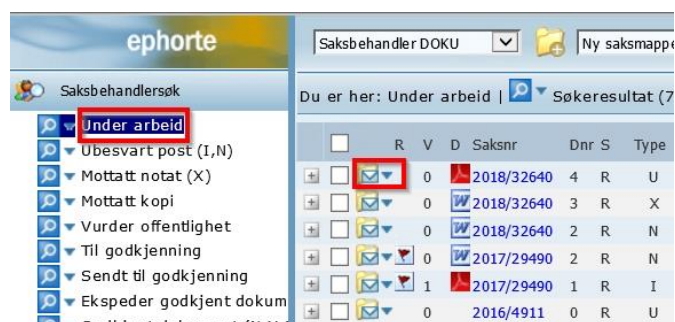 ephorte
Saksbehandler DOKU
Ny saksmappe
Saksbehandlersøk
Du er her: Under arbeid | Søkeresultat (7
Under arbeid
Ubesvart post (I,N)
Mottatt notat (X)
Mottatt kopi
Vurder offentlighet
Til godkjenning
Sendt til godkjenning
Ekspeder godkjent dokum
R V D Saksnr Dnr S Type
0 2018/32640 4 R U
0 2018/32640 3 R X
0 2018/32640 2 R N
0 2017/29490 2 R N
1 2017/29490 1 R I
0 2016/4911 0 R U